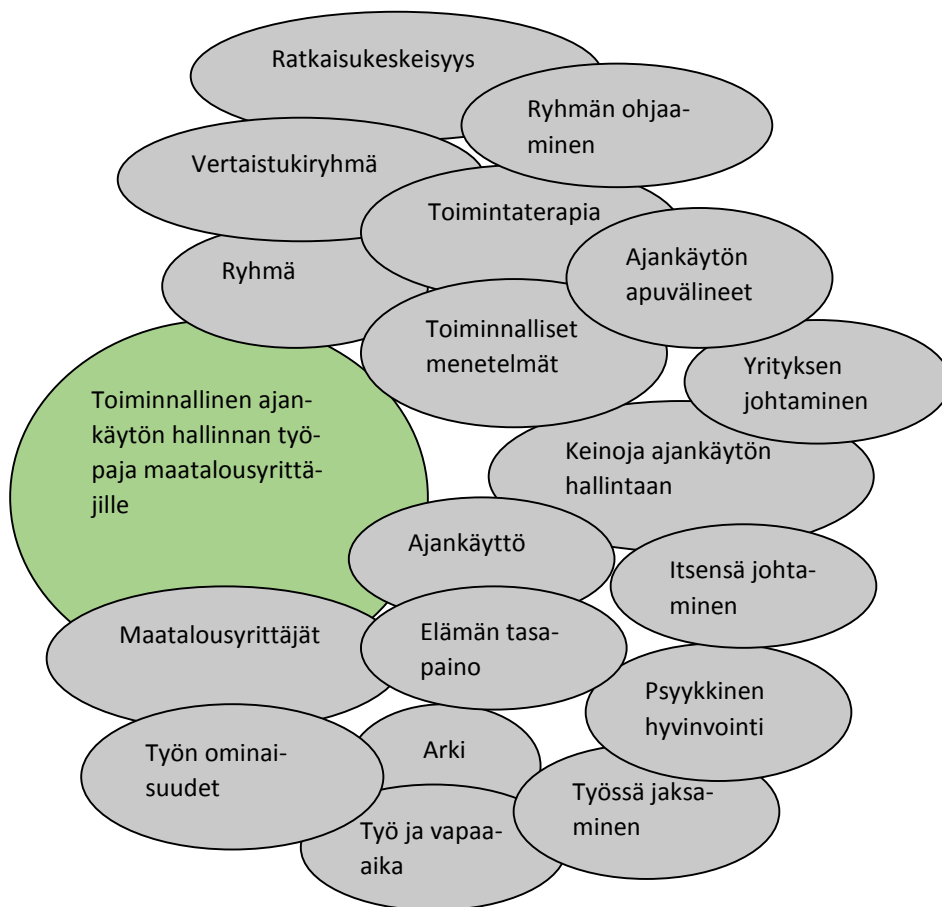 Ratkaisukeskeisyys
Ryhmän ohjaa-
minen
Vertaistukiryhmä
Toimintaterapia
Ryhmä
Ajankäytön
apuvälineet
Toiminnalliset
menetelmät
Yrityksen
johtaminen
Toiminnallinen ajan-
käytön hallinnan työ-
paja maatalousyrittä-
jille
Keinoja ajankäytön
hallintaan
Ajankäyttö
Itsensä johta-
minen
Maatalousyrittäjät
Elämän tasa-
paino
Psyykkinen
hyvinvointi
Työn ominai-
suudet
Arki
Työssä jaksa-
minen
Työ ja vapaa-
aika